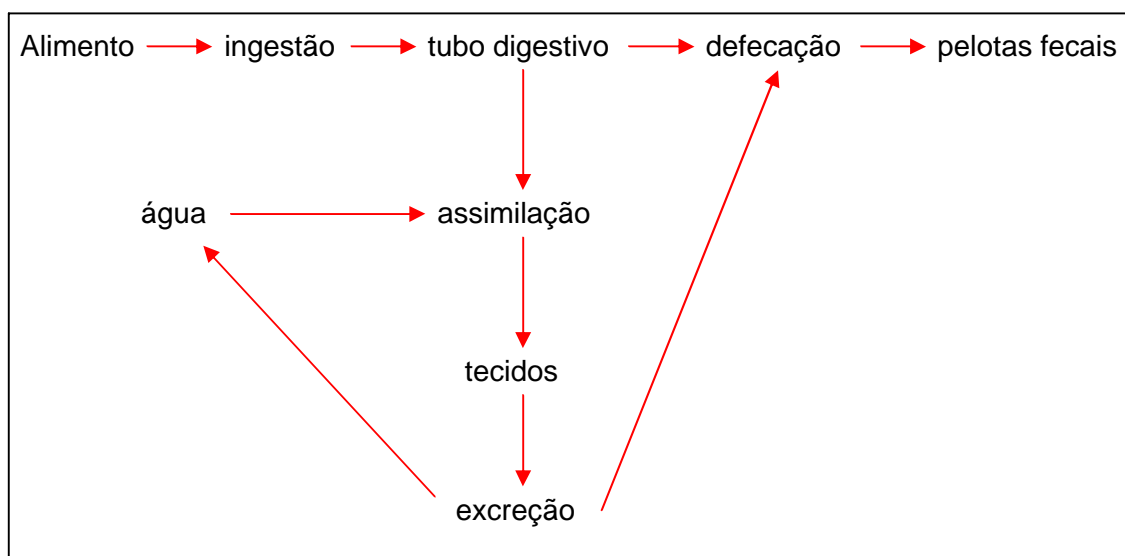 Alimento ingestão tubo digestivo defecação pelotas fecais
água assimilação
tecidos
excreção